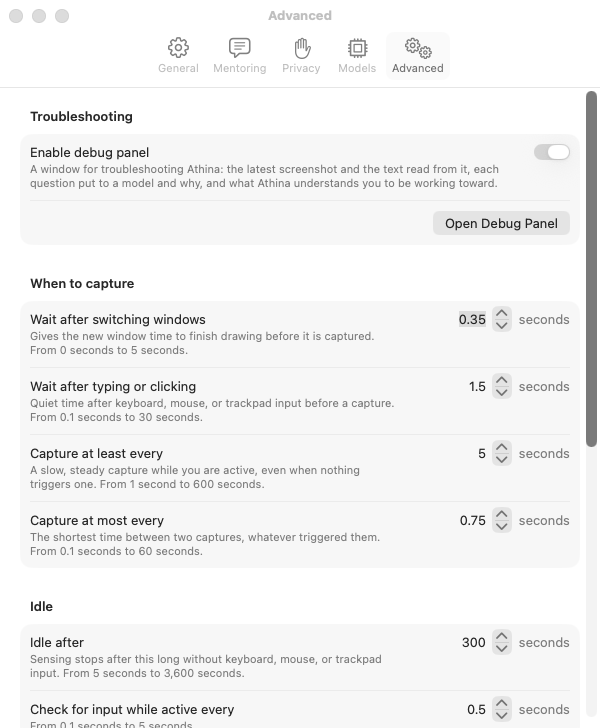 Advanced
General
Mentoring
Privacy
Models
Advanced
Troubleshooting
Enable debug panel
A window for troubleshooting Athina: the latest screenshot and the text read from it, each
question put to a model and why, and what Athina understands you to be working toward.
Open Debug Panel
When to capture
Wait after switching windows
0.35 seconds
Gives the new window time to finish drawing before it is captured.
From 0 seconds to 5 seconds.
Wait after typing or clicking
1.5 seconds
Quiet time after keyboard, mouse, or trackpad input before a capture.
From 0.1 seconds to 30 seconds.
Capture at least every
5 seconds
A slow, steady capture while you are active, even when nothing
triggers one. From 1 second to 600 seconds.
Capture at most every
0.75 seconds
The shortest time between two captures, whatever triggered them.
From 0.1 seconds to 60 seconds.
Idle
Idle after
300 seconds
Sensing stops after this long without keyboard, mouse, or trackpad
input. From 5 seconds to 3,600 seconds.
Check for input while active every
0.5 seconds
From 0.1 seconds to 5 seconds.